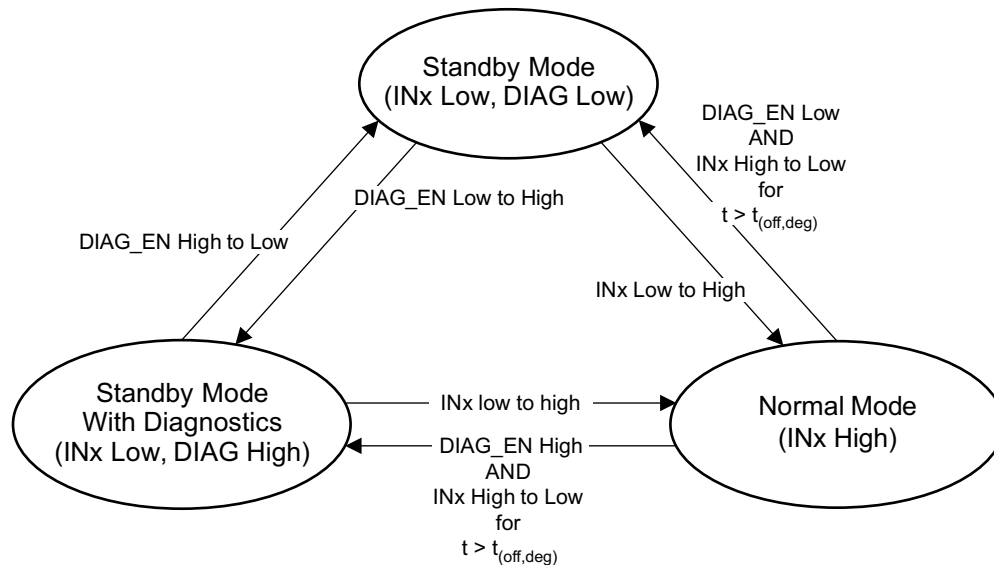 Standby Mode
(INx Low, DIAG Low)
DIAG_EN Low
AND
INx High to Low
for
t > t(off,deg)
DIAG_EN Low to High
DIAG_EN High to Low
INx Low to High
Standby Mode
With Diagnostics
(INx Low, DIAG High)
INx low to high
DIAG_EN High
AND
INx High to Low
for
t > t(off,deg)
Normal Mode
(INx High)